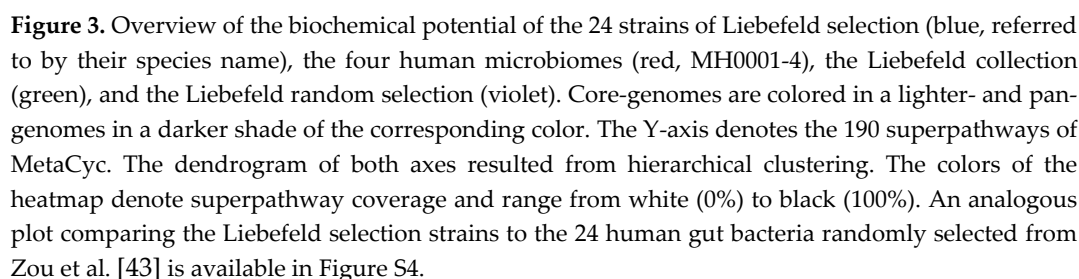 Figure 3. Overview of the biochemical potential of the 24 strains of Liebefeld selection (blue, referred
to by their species name), the four human microbiomes (red, MH0001-4), the Liebefeld collection
(green), and the Liebefeld random selection (violet). Core-genomes are colored in a lighter- and pan-
genomes in a darker shade of the corresponding color. The Y-axis denotes the 190 superpathways of
MetaCyc. The dendrogram of both axes resulted from hierarchical clustering. The colors of the
heatmap denote superpathway coverage and range from white (0%) to black (100%). An analogous
plot comparing the Liebefeld selection strains to the 24 human gut bacteria randomly selected from
Zou et al. [43] is available in Figure S4.